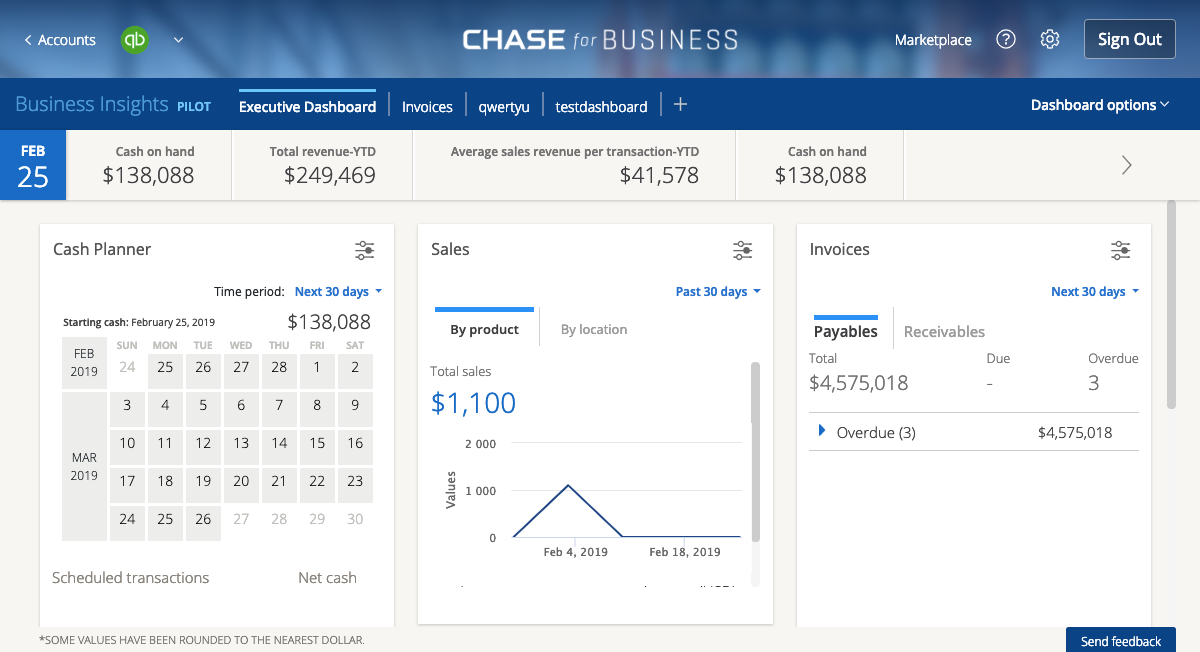 Accounts
qb
CHASE for BUSINESS
Marketplace
?
Sign Out
Business Insights PILOT
Executive Dashboard
Invoices
qwertyu
testdashboard
+
Dashboard options
FEB
25
Cash on hand
$138,088
Total revenue-YTD
$249,469
Average sales revenue per transaction-YTD
$41,578
Cash on hand
$138,088
Cash Planner
Time period: Next 30 days
Starting cash: February 25, 2019 $138,088
SUN MON TUE WED THU FRI SAT
FEB
2019
24 25 26 27 28 1 2
3 4 5 6 7 8 9
10 11 12 13 14 15 16
MAR
2019
17 18 19 20 21 22 23
24 25 26 27 28 29 30
Scheduled transactions Net cash
Sales
Past 30 days
By product By location
Total sales
$1,100
Values
2 000
1 000
0
Feb 4, 2019 Feb 18, 2019
Invoices
Next 30 days
Payables Receivables
Total Due Overdue
$4,575,018 - 3
Overdue (3) $4,575,018
*SOME VALUES HAVE BEEN ROUNDED TO THE NEAREST DOLLAR.
Send feedback